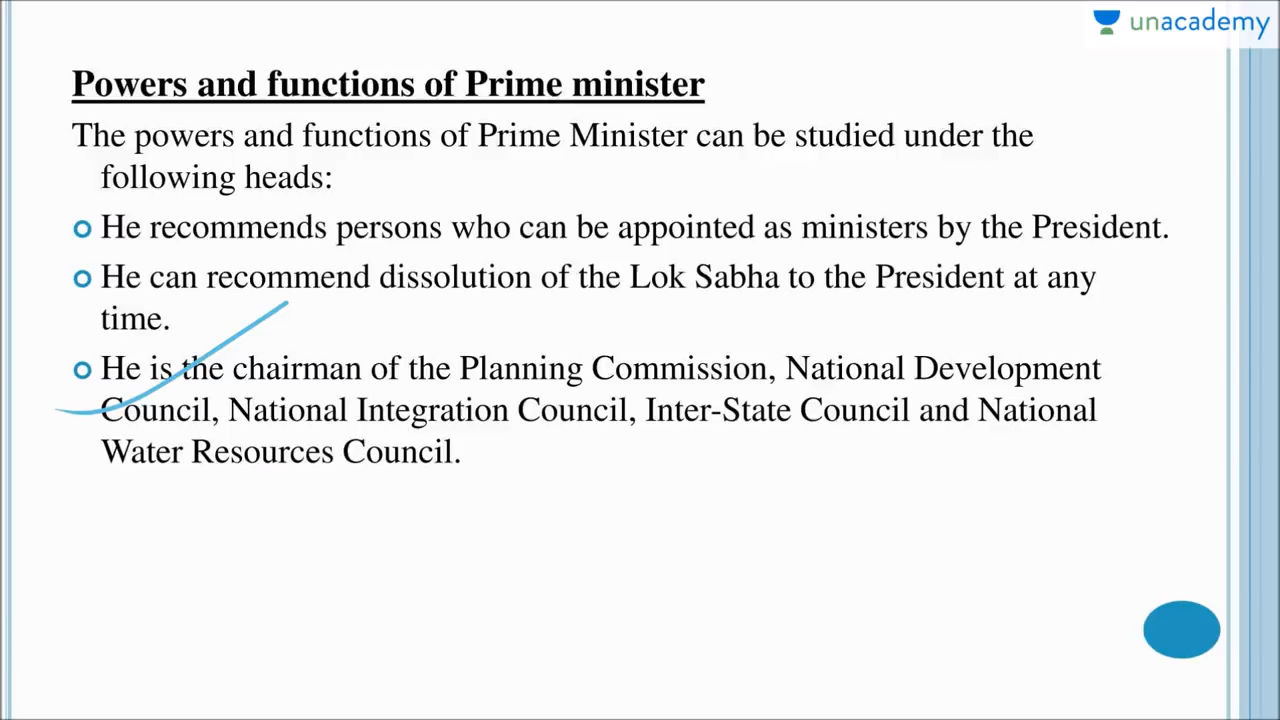 unacademy
Powers and functions of Prime minister
The powers and functions of Prime Minister can be studied under the
following heads:
He recommends persons who can be appointed as ministers by the President.
He can recommend dissolution of the Lok Sabha to the President at any
time.
He is the chairman of the Planning Commission, National Development
Council, National Integration Council, Inter-State Council and National
Water Resources Council.